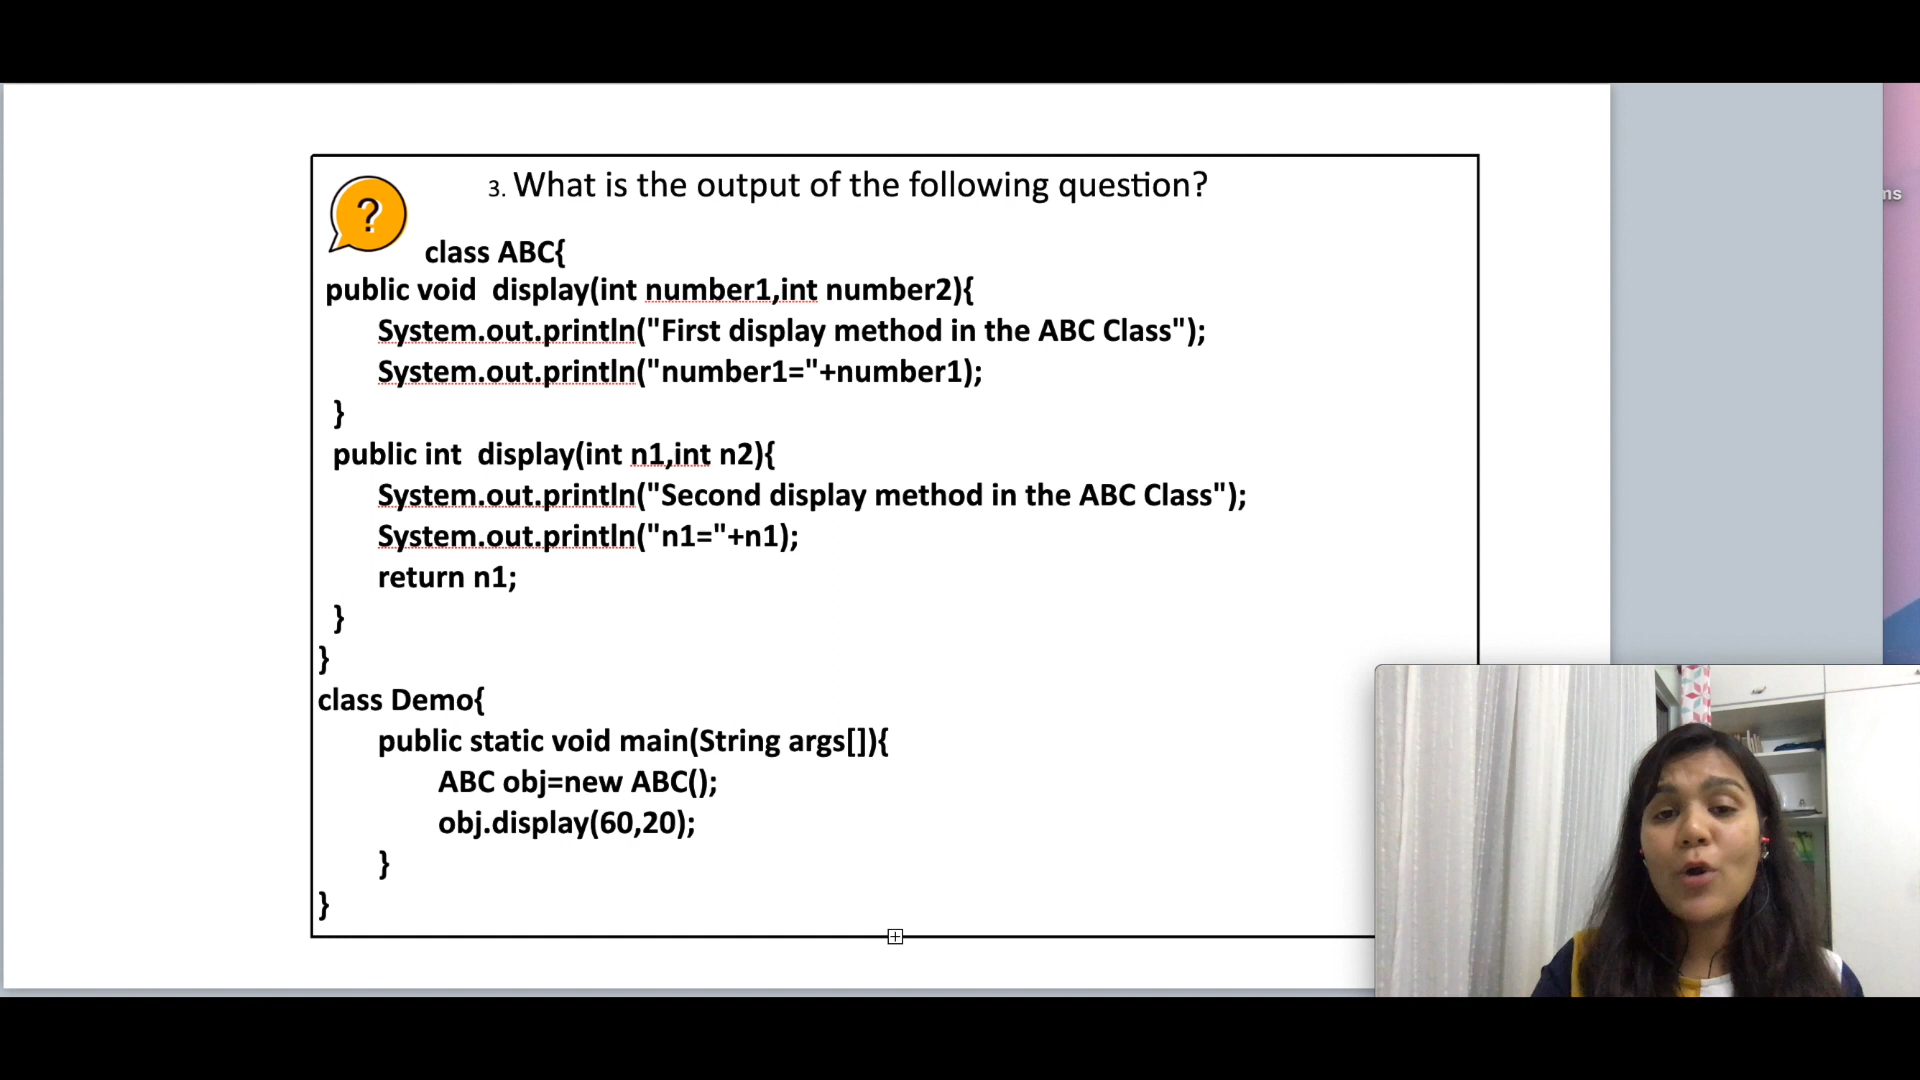 3. What is the output of the following question?
?
class ABC{
public void  display(int number1,int number2){
System.out.println("First display method in the ABC Class");
System.out.println("number1="+number1);
}
public int  display(int n1,int n2){
System.out.println("Second display method in the ABC Class");
System.out.println("n1="+n1);
return n1;
}
}
class Demo{
public static void main(String args[]){
ABC obj=new ABC();
obj.display(60,20);
}
}
ms